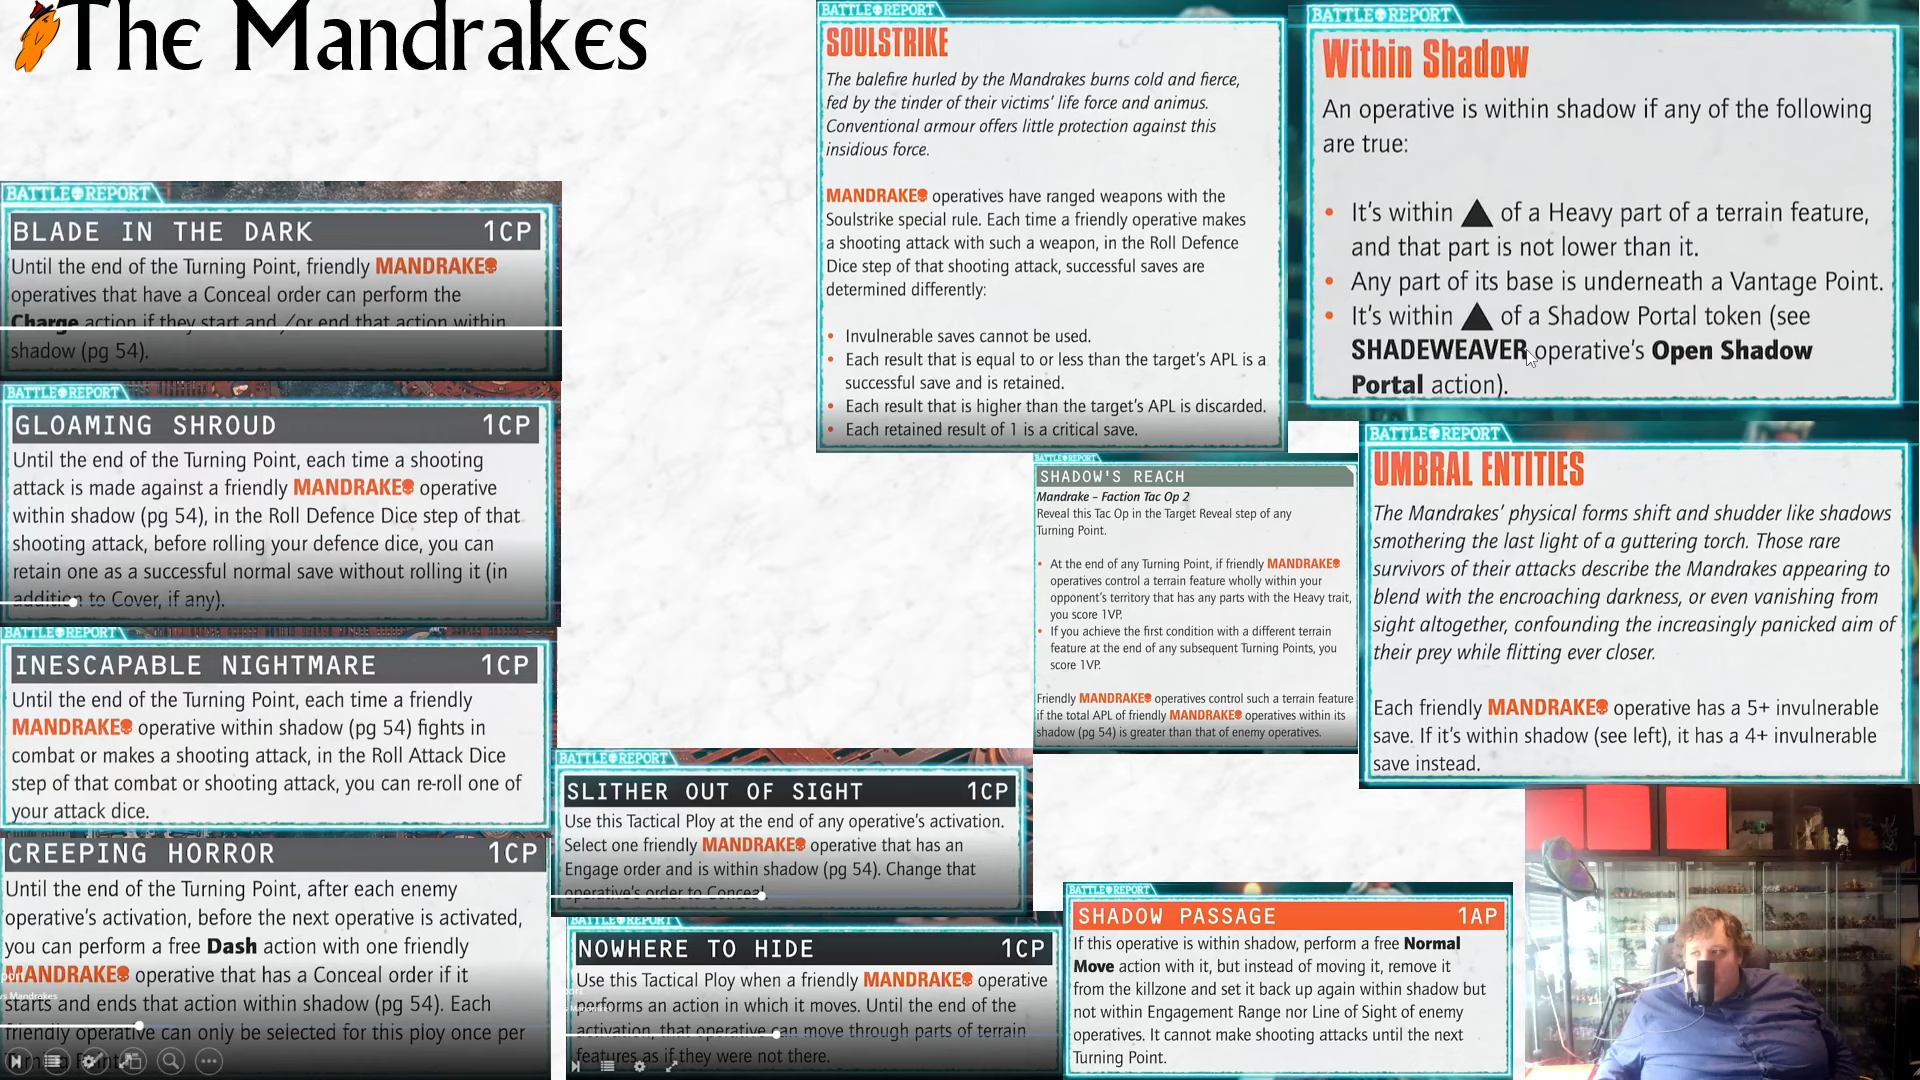 The Mandrakes
BATTLE REPORT
BLADE IN THE DARK 1CP
Until the end of the Turning Point, friendly MANDRAKE
operatives that have a Conceal order can perform the
Charge action if they start and/or end that action within
shadow (pg 54).
BATTLE REPORT
GLOAMING SHROUD 1CP
Until the end of the Turning Point, each time a shooting
attack is made against a friendly MANDRAKE operative
within shadow (pg 54), in the Roll Defence Dice step of that
shooting attack, before rolling your defence dice, you can
retain one as a successful normal save without rolling it (in
addition to Cover, if any).
BATTLE REPORT
INESCAPABLE NIGHTMARE 1CP
Until the end of the Turning Point, each time a friendly
MANDRAKE operative within shadow (pg 54) fights in
combat or makes a shooting attack, in the Roll Attack Dice
step of that combat or shooting attack, you can re-roll one of
your attack dice.
CREEPING HORROR 1CP
Until the end of the Turning Point, after each enemy
operative's activation, before the next operative is activated,
you can perform a free Dash action with one friendly
MANDRAKE operative that has a Conceal order if it
starts and ends that action within shadow (pg 54). Each
friendly operative can only be selected for this ploy once per
BATTLE REPORT
SLITHER OUT OF SIGHT 1CP
Use this Tactical Ploy at the end of any operative's activation.
Select one friendly MANDRAKE operative that has an
Engage order and is within shadow (pg 54). Change that
operative's order to Conceal
BATTLE REPORT
NOWHERE TO HIDE 1CP
Use this Tactical Ploy when a friendly MANDRAKE operative
performs an action in which it moves. Until the end of the
activation, that operative can move through parts of terrain
features as if they were not there.
BATTLE REPORT
SOULSTRIKE
The balefire hurled by the Mandrakes burns cold and fierce,
fed by the tinder of their victims' life force and animus.
Conventional armour offers little protection against this
insidious force.
MANDRAKE operatives have ranged weapons with the
Soulstrike special rule. Each time a friendly operative makes
a shooting attack with such a weapon, in the Roll Defence
Dice step of that shooting attack, successful saves are
determined differently:
• Invulnerable saves cannot be used.
• Each result that is equal to or less than the target's APL is a
successful save and is retained.
• Each result that is higher than the target's APL is discarded.
• Each retained result of 1 is a critical save.
BATTLE REPORT
SHADOW'S REACH
Mandrake – Faction Tac Op 2
Reveal this Tac Op in the Target Reveal step of any
Turning Point.
• At the end of any Turning Point, if friendly MANDRAKE
operatives control a terrain feature wholly within your
opponent's territory that has any parts with the Heavy trait,
you score 1VP.
• If you achieve the first condition with a different terrain
feature at the end of any subsequent Turning Points, you
score 1VP.
Friendly MANDRAKE operatives control such a terrain feature
if the total APL of friendly MANDRAKE operatives within its
shadow (pg 54) is greater than that of enemy operatives.
BATTLE REPORT
SHADOW PASSAGE 1AP
If this operative is within shadow, perform a free Normal
Move action with it, but instead of moving it, remove it
from the killzone and set it back up again within shadow but
not within Engagement Range nor Line of Sight of enemy
operatives. It cannot make shooting attacks until the next
Turning Point.
BATTLE REPORT
Within Shadow
An operative is within shadow if any of the following
are true:
• It's within ▲ of a Heavy part of a terrain feature,
and that part is not lower than it.
• Any part of its base is underneath a Vantage Point.
• It's within ▲ of a Shadow Portal token (see
SHADEWEAVER operative's Open Shadow
Portal action).
BATTLE REPORT
UMBRAL ENTITIES
The Mandrakes' physical forms shift and shudder like shadows
smothering the last light of a guttering torch. Those rare
survivors of their attacks describe the Mandrakes appearing to
blend with the encroaching darkness, or even vanishing from
sight altogether, confounding the increasingly panicked aim of
their prey while flitting ever closer.
Each friendly MANDRAKE operative has a 5+ invulnerable
save. If it's within shadow (see left), it has a 4+ invulnerable
save instead.